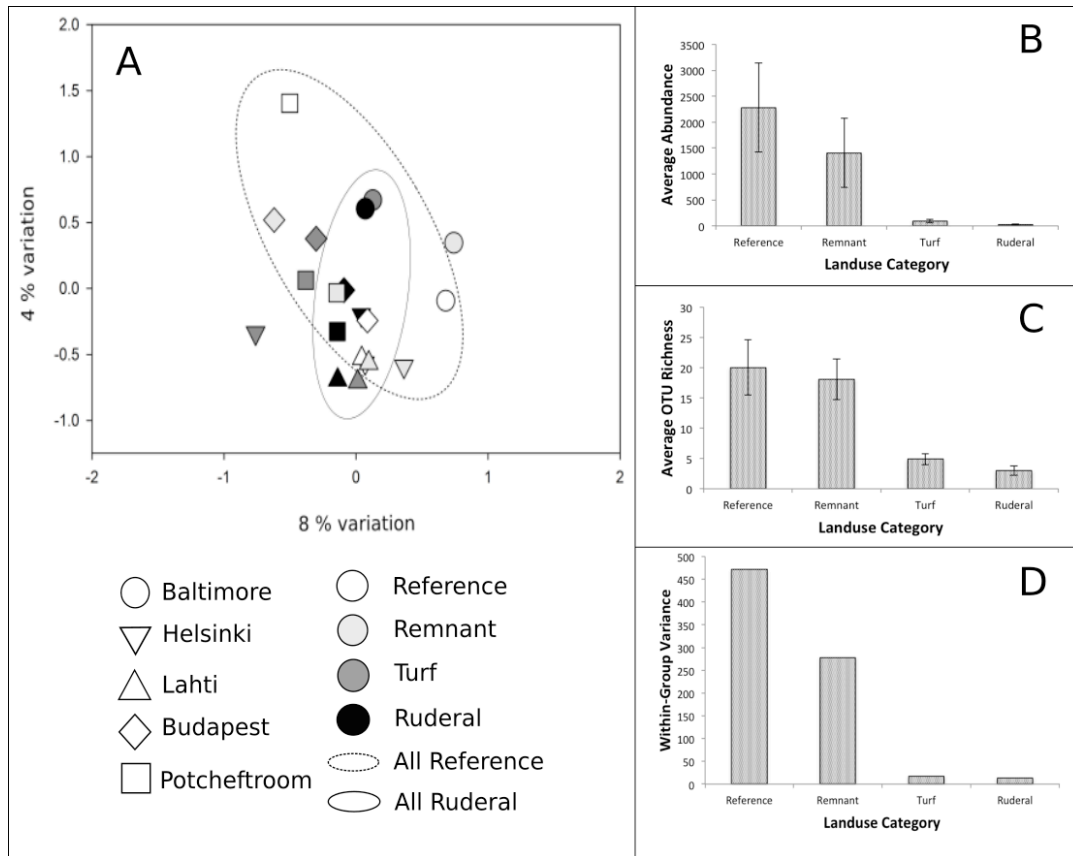 A
2.0
1.5
1.0
0.5
0.0
-0.5
-1.0
4 % variation
-2
-1
0
1
2
8 % variation
Baltimore
Helsinki
Lahti
Budapest
Potcheftroom
Reference
Remnant
Turf
Ruderal
All Reference
All Ruderal
B
3500
3000
2500
2000
1500
1000
500
0
Average Abundance
Reference
Remnant
Turf
Ruderal
Landuse Category
C
30
25
20
15
10
5
0
Average OTU Richness
Reference
Remnant
Turf
Ruderal
Landuse Category
D
500
450
400
350
300
250
200
150
100
50
0
Within-Group Variance
Reference
Remnant
Turf
Ruderal
Landuse Category